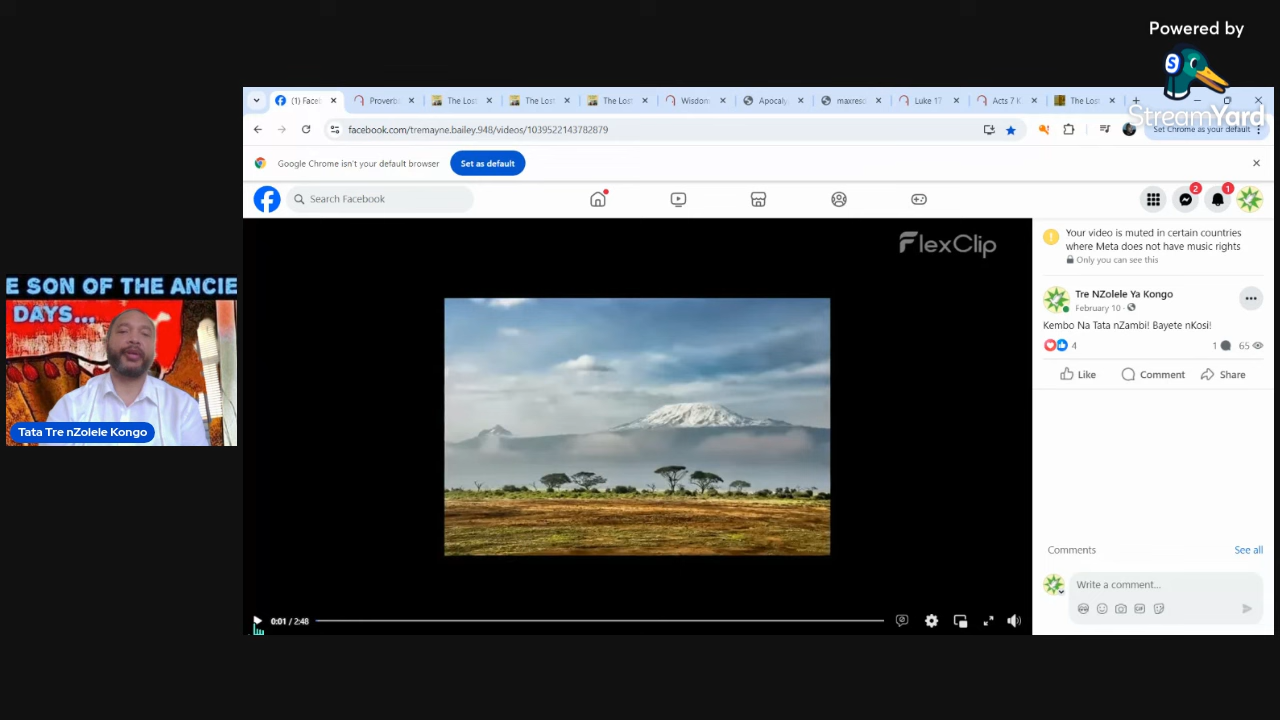 Powered by
StreamYard
(1) Face
Proverb
The Lost
The Lost
The Lost
Wisdom
Apocaly
maxresd
Luke 17
Acts 7 K
The Lost
facebook.com/tremayne.bailey.948/videos/1039522143782879
Set Chrome as your default
Google Chrome isn't your default browser
Set as default
Search Facebook
2
1
FlexClip
Your video is muted in certain countries
where Meta does not have music rights
Only you can see this
Tre NZolele Ya Kongo
February 10 ·
Kembo Na Tata nZambi! Bayete nKosi!
4
1
65
Like
Comment
Share
E SON OF THE ANCIE
DAYS...
Tata Tre nZolele Kongo
Comments
See all
Write a comment...
GIF
0:01 / 2:48